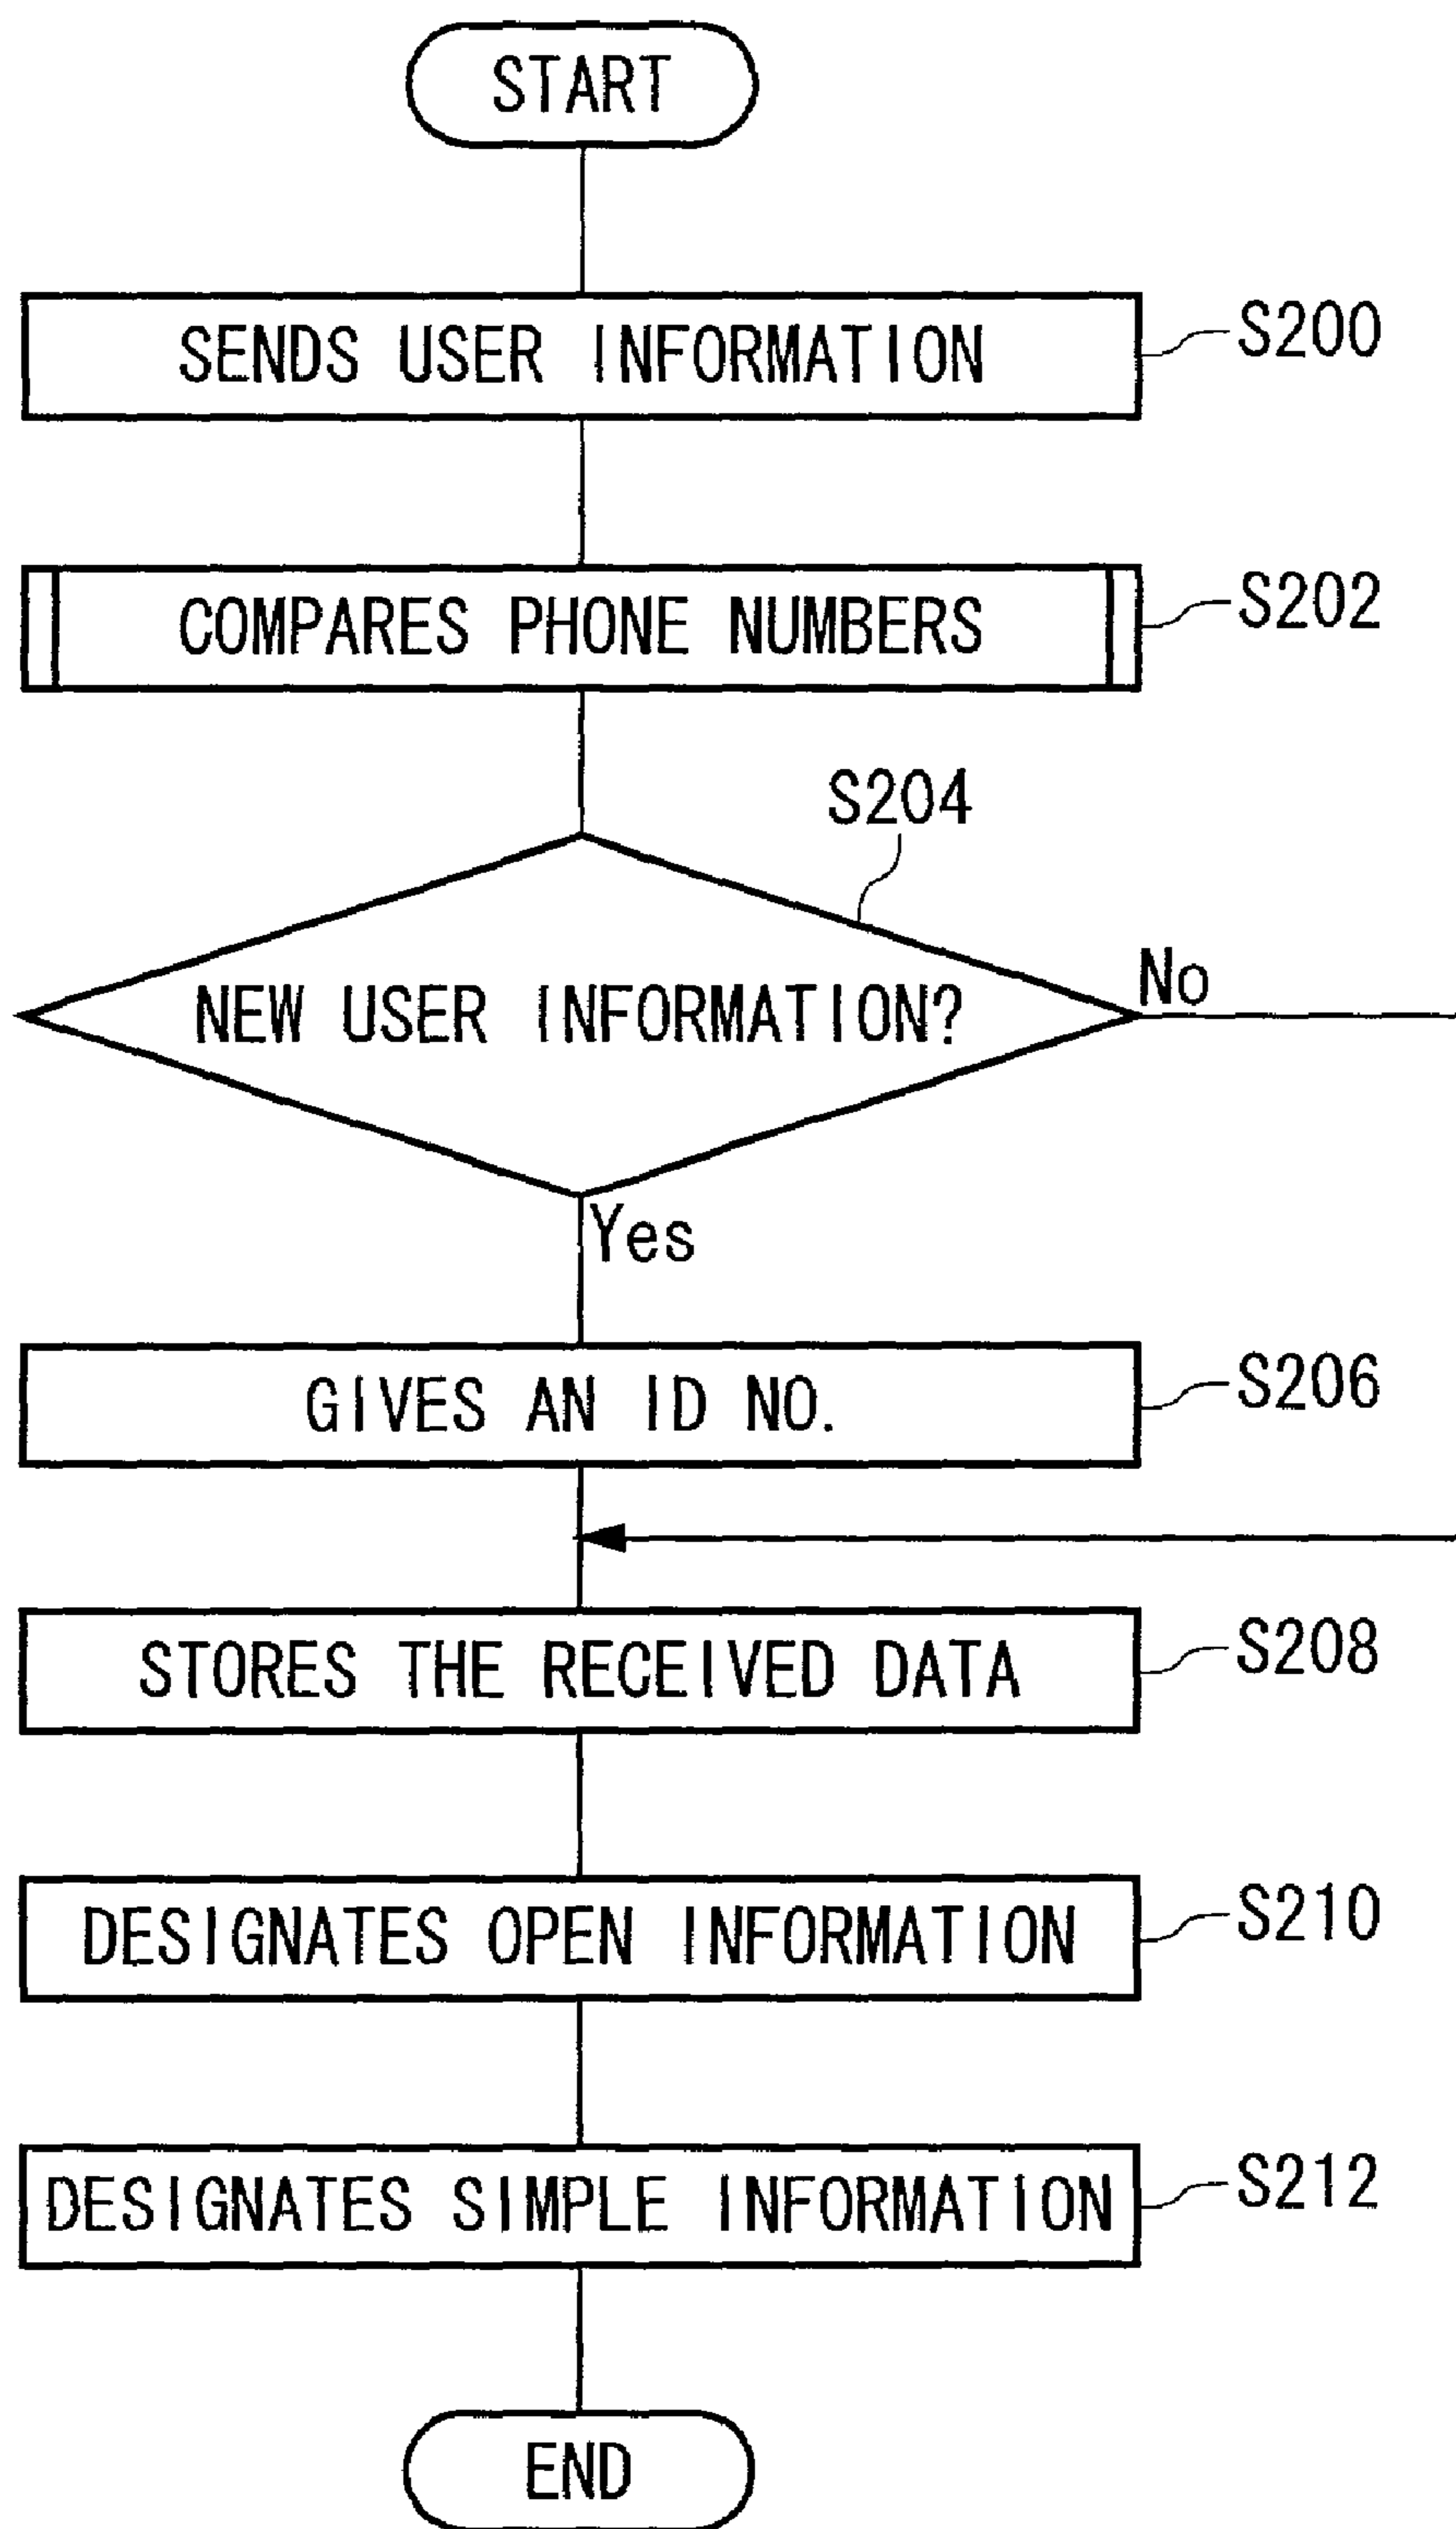 START
SENDS USER INFORMATION
S200
COMPARES PHONE NUMBERS
S202
S204
NEW USER INFORMATION?
No
Yes
GIVES AN ID NO.
S206
STORES THE RECEIVED DATA
S208
DESIGNATES OPEN INFORMATION
S210
DESIGNATES SIMPLE INFORMATION
S212
END